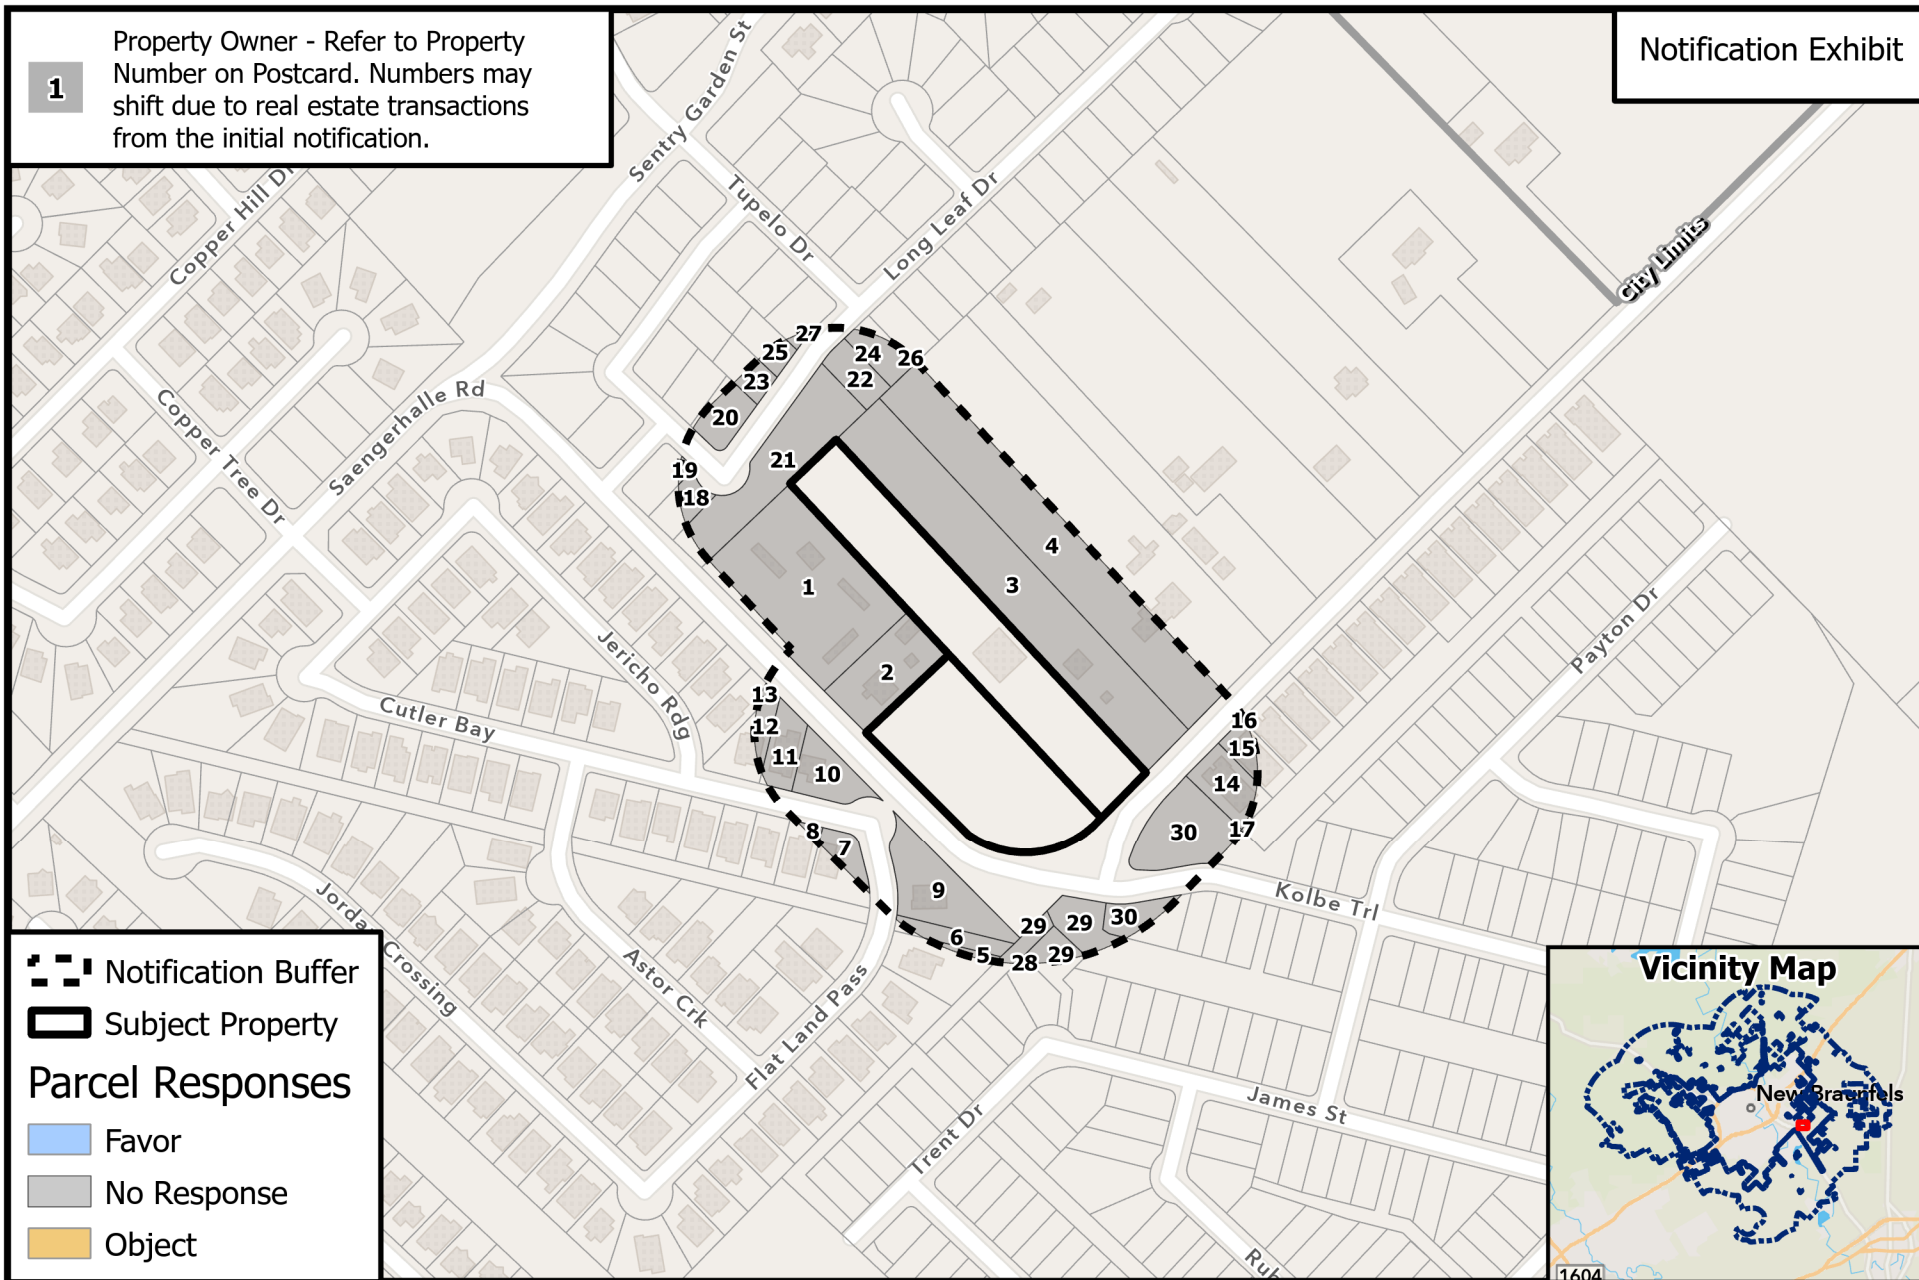 1
Property Owner - Refer to Property
Number on Postcard. Numbers may
shift due to real estate transactions
from the initial notification.
Notification Exhibit
Sentry Garden St
Copper Hill Dr
Tupelo Dr
Long Leaf Dr
City Limits
Copper Tree Dr
Saengerhalle Rd
27
25
24
26
23
22
20
19
21
18
4
3
1
2
Jericho Rdg
Payton Dr
Cutler Bay
13
12
11
10
16
15
14
17
30
8
7
9
6
5
29
29
30
28
29
Kolbe Trl
Jordan Crossing
Astor Crk
Flat Land Pass
Trent Dr
James St
Notification Buffer
Subject Property
Parcel Responses
Favor
No Response
Object
Vicinity Map
New Braunfels
1604